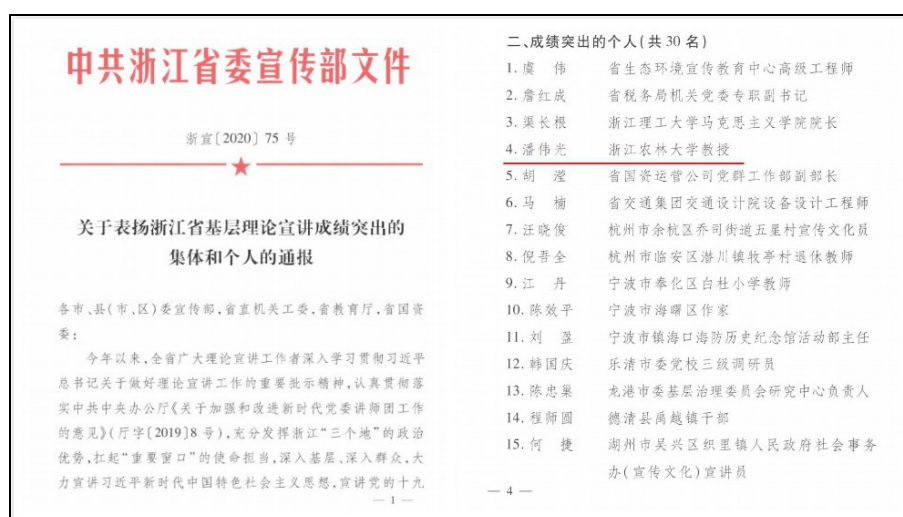 中共浙江省委宣传部文件
浙宣〔2020〕75 号
关于表扬浙江省基层理论宣讲成绩突出的
集体和个人的通报
各市、县(市、区)委宣传部,省直机关工委,省教育厅,省国资
委:
今年以来,全省广大理论宣讲工作者深入学习贯彻习近平
总书记关于做好理论宣讲工作的重要批示精神,认真贯彻落
实中共中央办公厅《关于加强和改进新时代党委讲师团工作
的意见》(厅字〔2019〕8 号),充分发挥浙江“三个地”的政治
优势,扛起“重要窗口”的使命担当,深入基层、深入群众,大
力宣讲习近平新时代中国特色社会主义思想,宣讲党的十九
— 1 —
二、成绩突出的个人(共 30 名)
1. 虞 伟 省生态环境宣传教育中心高级工程师
2. 詹红成 省税务局机关党委专职副书记
3. 渠长根 浙江理工大学马克思主义学院院长
4. 潘伟光 浙江农林大学教授
5. 胡 滢 省国资运营公司党群工作部副部长
6. 马 楠 省交通集团交通设计院设备设计工程师
7. 汪晓俊 杭州市余杭区乔司街道五星村宣传文化员
8. 倪吾全 杭州市临安区潜川镇牧亭村退休教师
9. 江 丹 宁波市奉化区白杜小学教师
10. 陈效平 宁波市海曙区作家
11. 刘 宁波市镇海口海防历史纪念馆活动部主任
12. 韩国庆 乐清市委党校三级调研员
13. 陈忠巢 龙港市委基层治理委员会研究中心负责人
14. 程师圆 德清县禹越镇干部
15. 何 捷 湖州市吴兴区织里镇人民政府社会事务
办(宣传文化)宣讲员
— 4 —